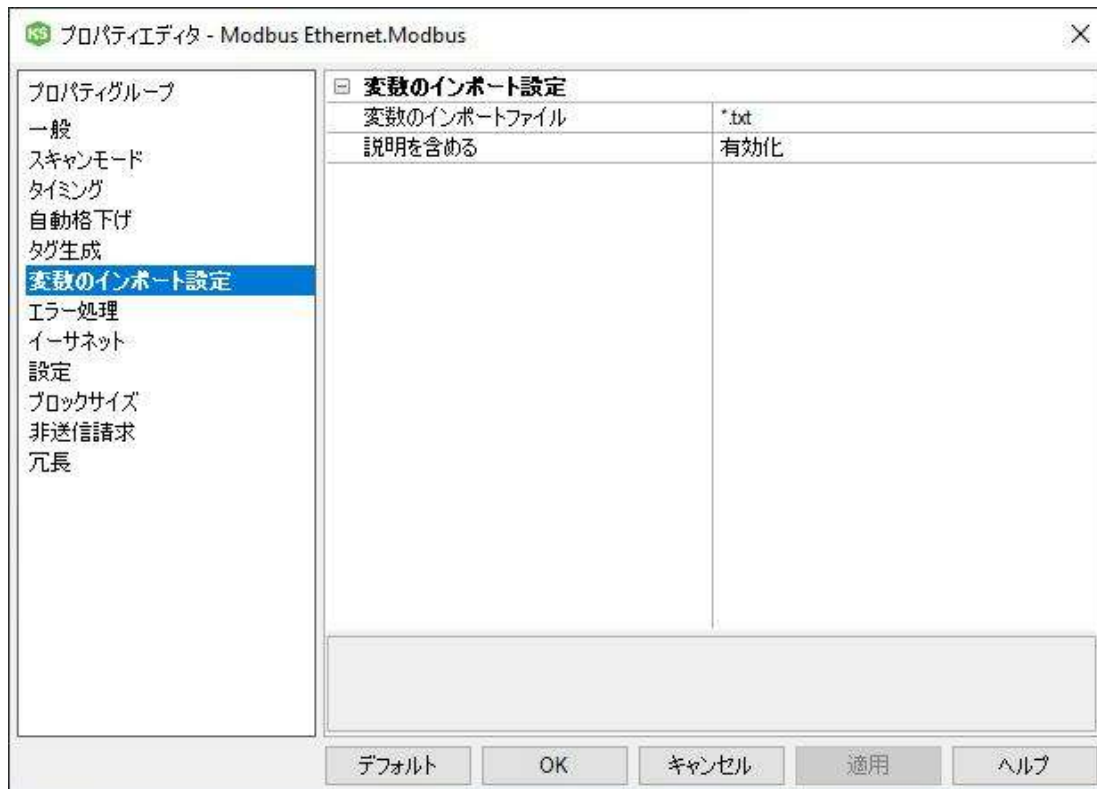 KS プロパティエディタ - Modbus Ethernet.Modbus
プロパティグループ
一般
スキャンモード
タイミング
自動格下げ
タグ生成
変数のインポート設定
エラー処理
イーサネット
設定
ブロックサイズ
非送信請求
冗長
変数のインポート設定
変数のインポートファイル *.txt
説明を含める 有効化
デフォルト OK キャンセル 適用 ヘルプ